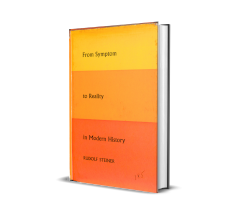 From Symptom
to Reality
in Modern History
RUDOLF STEINER